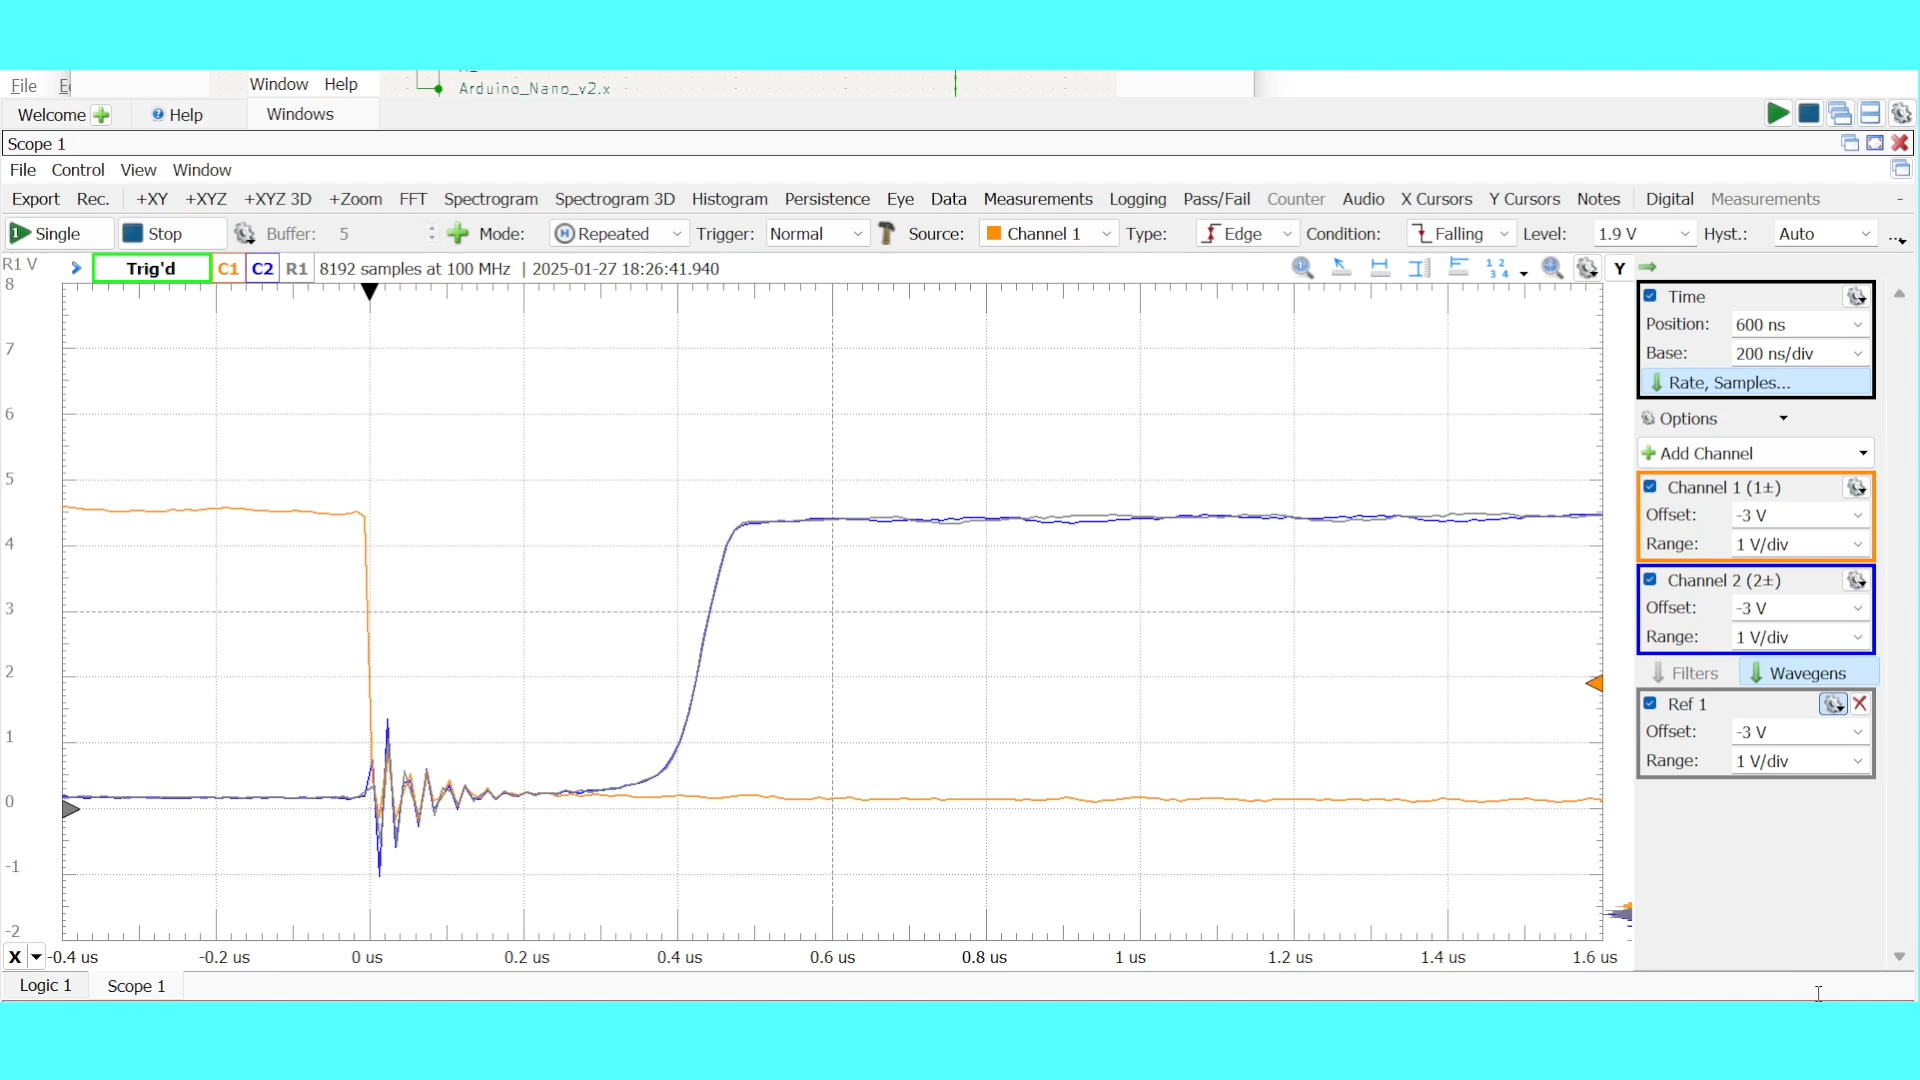 File Window Help
Arduino_Nano_v2.x
Welcome Help Windows
Scope 1
File Control View Window
Export Rec. +XY +XYZ +XYZ 3D +Zoom FFT Spectrogram Spectrogram 3D Histogram Persistence Eye Data Measurements Logging Pass/Fail Counter Audio X Cursors Y Cursors Notes Digital Measurements -
Single Stop Buffer: 5 Mode: Repeated Trigger: Normal Source: Channel 1 Type: Edge Condition: Falling Level: 1.9 V Hyst.: Auto ...
R1 V Trig'd C1 C2 R1 8192 samples at 100 MHz | 2025-01-27 18:26:41.940 Y
8
7
6
5
4
3
2
1
0
-1
-2
X -0.4 us -0.2 us 0 us 0.2 us 0.4 us 0.6 us 0.8 us 1 us 1.2 us 1.4 us 1.6 us
Time
Position: 600 ns
Base: 200 ns/div
Rate, Samples...
Options
Add Channel
Channel 1 (1±)
Offset: -3 V
Range: 1 V/div
Channel 2 (2±)
Offset: -3 V
Range: 1 V/div
Filters Wavegens
Ref 1
Offset: -3 V
Range: 1 V/div
Logic 1 Scope 1